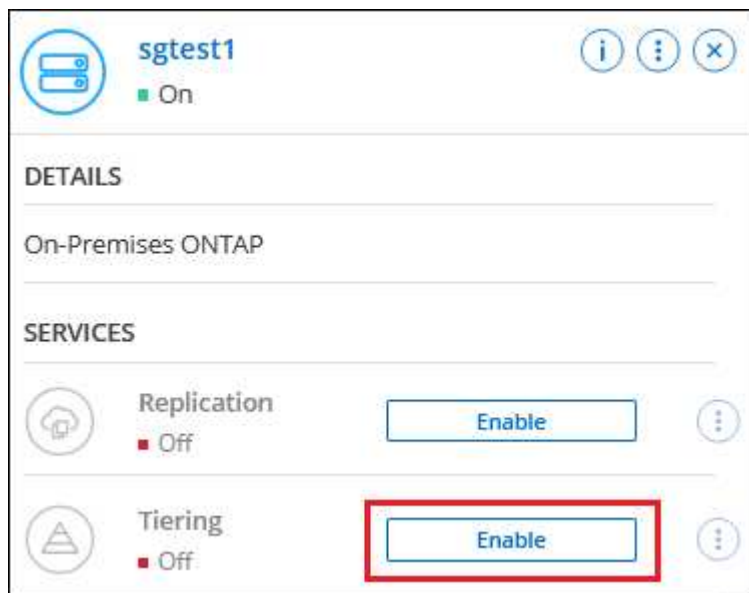 sgtest1
On
DETAILS
On-Premises ONTAP
SERVICES
Replication
Off
Enable
Tiering
Off
Enable